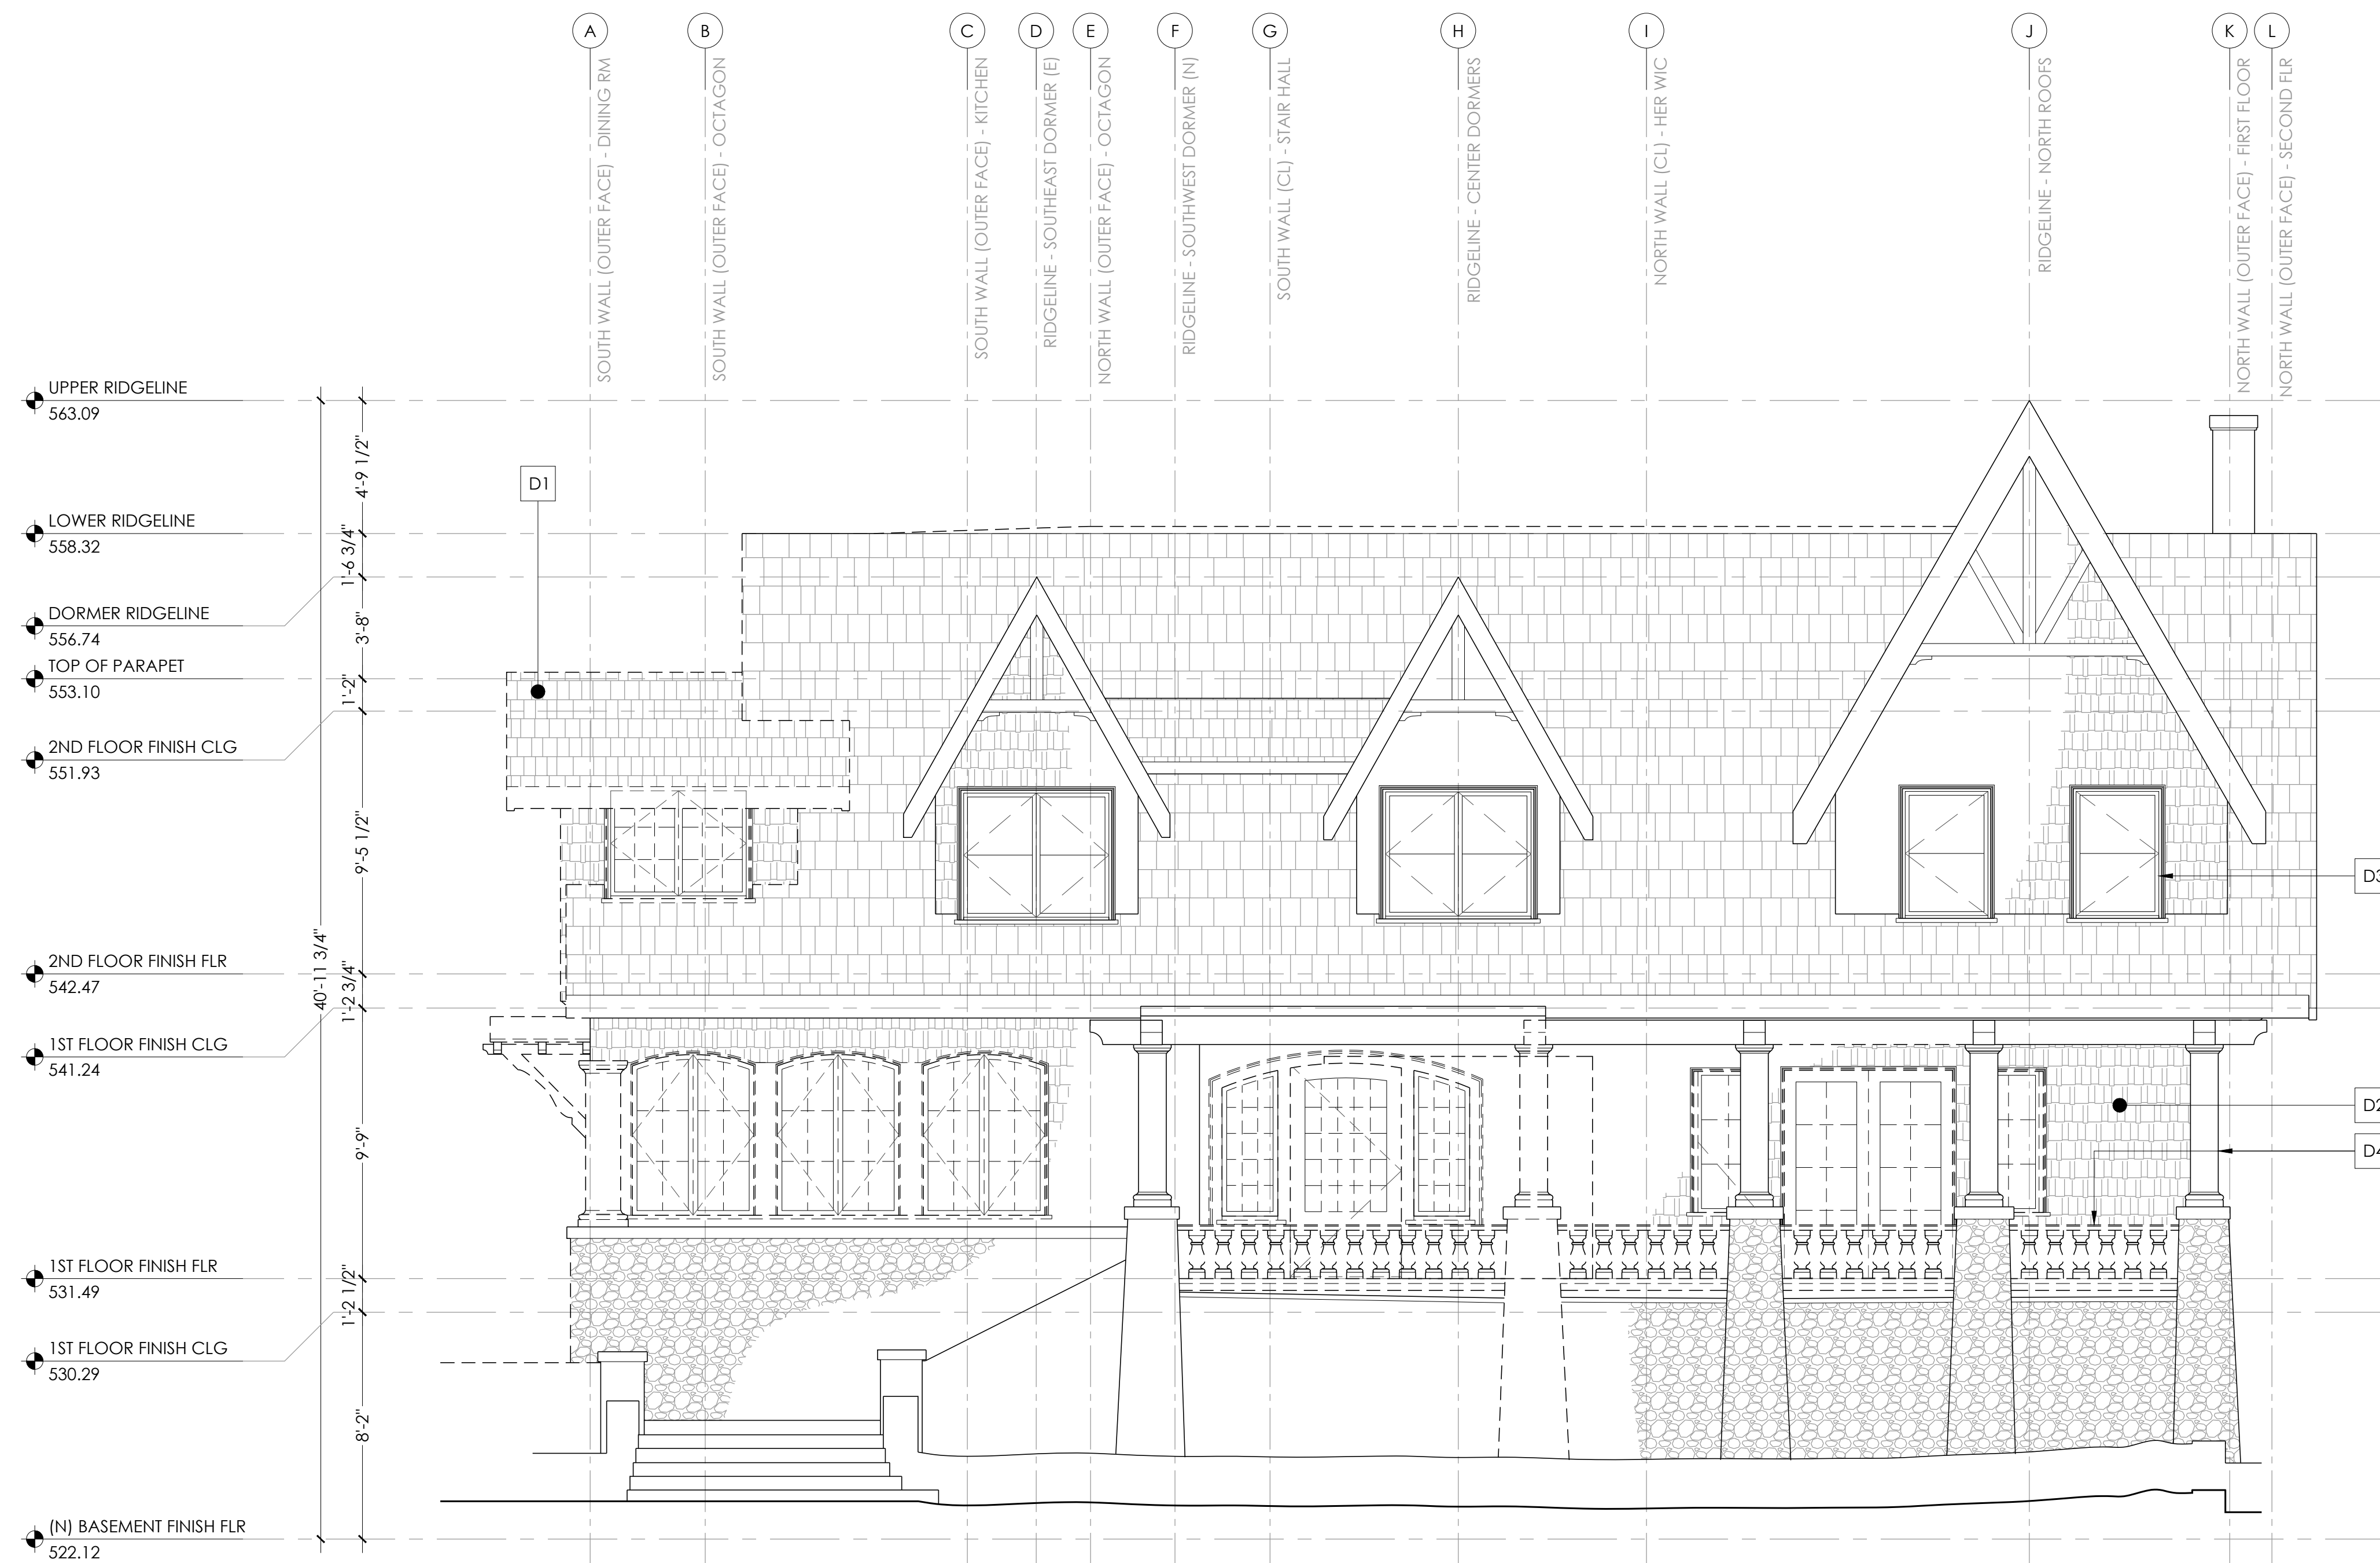 A
B
C
D
E
F
G
H
I
J
K
L
SOUTH WALL (OUTER FACE) - DINING RM
SOUTH WALL (OUTER FACE) - OCTAGON
SOUTH WALL (OUTER FACE) - KITCHEN
RIDGELINE - SOUTHEAST DORMER (E)
NORTH WALL (OUTER FACE) - OCTAGON
RIDGELINE - SOUTHWEST DORMER (N)
SOUTH WALL (CL) - STAIR HALL
RIDGELINE - CENTER DORMERS
NORTH WALL (CL) - HER WIC
RIDGELINE - NORTH ROOFS
NORTH WALL (OUTER FACE) - FIRST FLOOR
NORTH WALL (OUTER FACE) - SECOND FLR
UPPER RIDGELINE
563.09
4'-9 1/2"
D1
LOWER RIDGELINE
558.32
1'-6 3/4"
DORMER RIDGELINE
556.74
3'-8"
TOP OF PARAPET
553.10
1'-2"
2ND FLOOR FINISH CLG
551.93
9'-5 1/2"
D3
2ND FLOOR FINISH FLR
542.47
40'-11 3/4"
1'-2 3/4"
1ST FLOOR FINISH CLG
541.24
9'-9"
D2
D4
1ST FLOOR FINISH FLR
531.49
1'-2 1/2"
1ST FLOOR FINISH CLG
530.29
8'-2"
(N) BASEMENT FINISH FLR
522.12